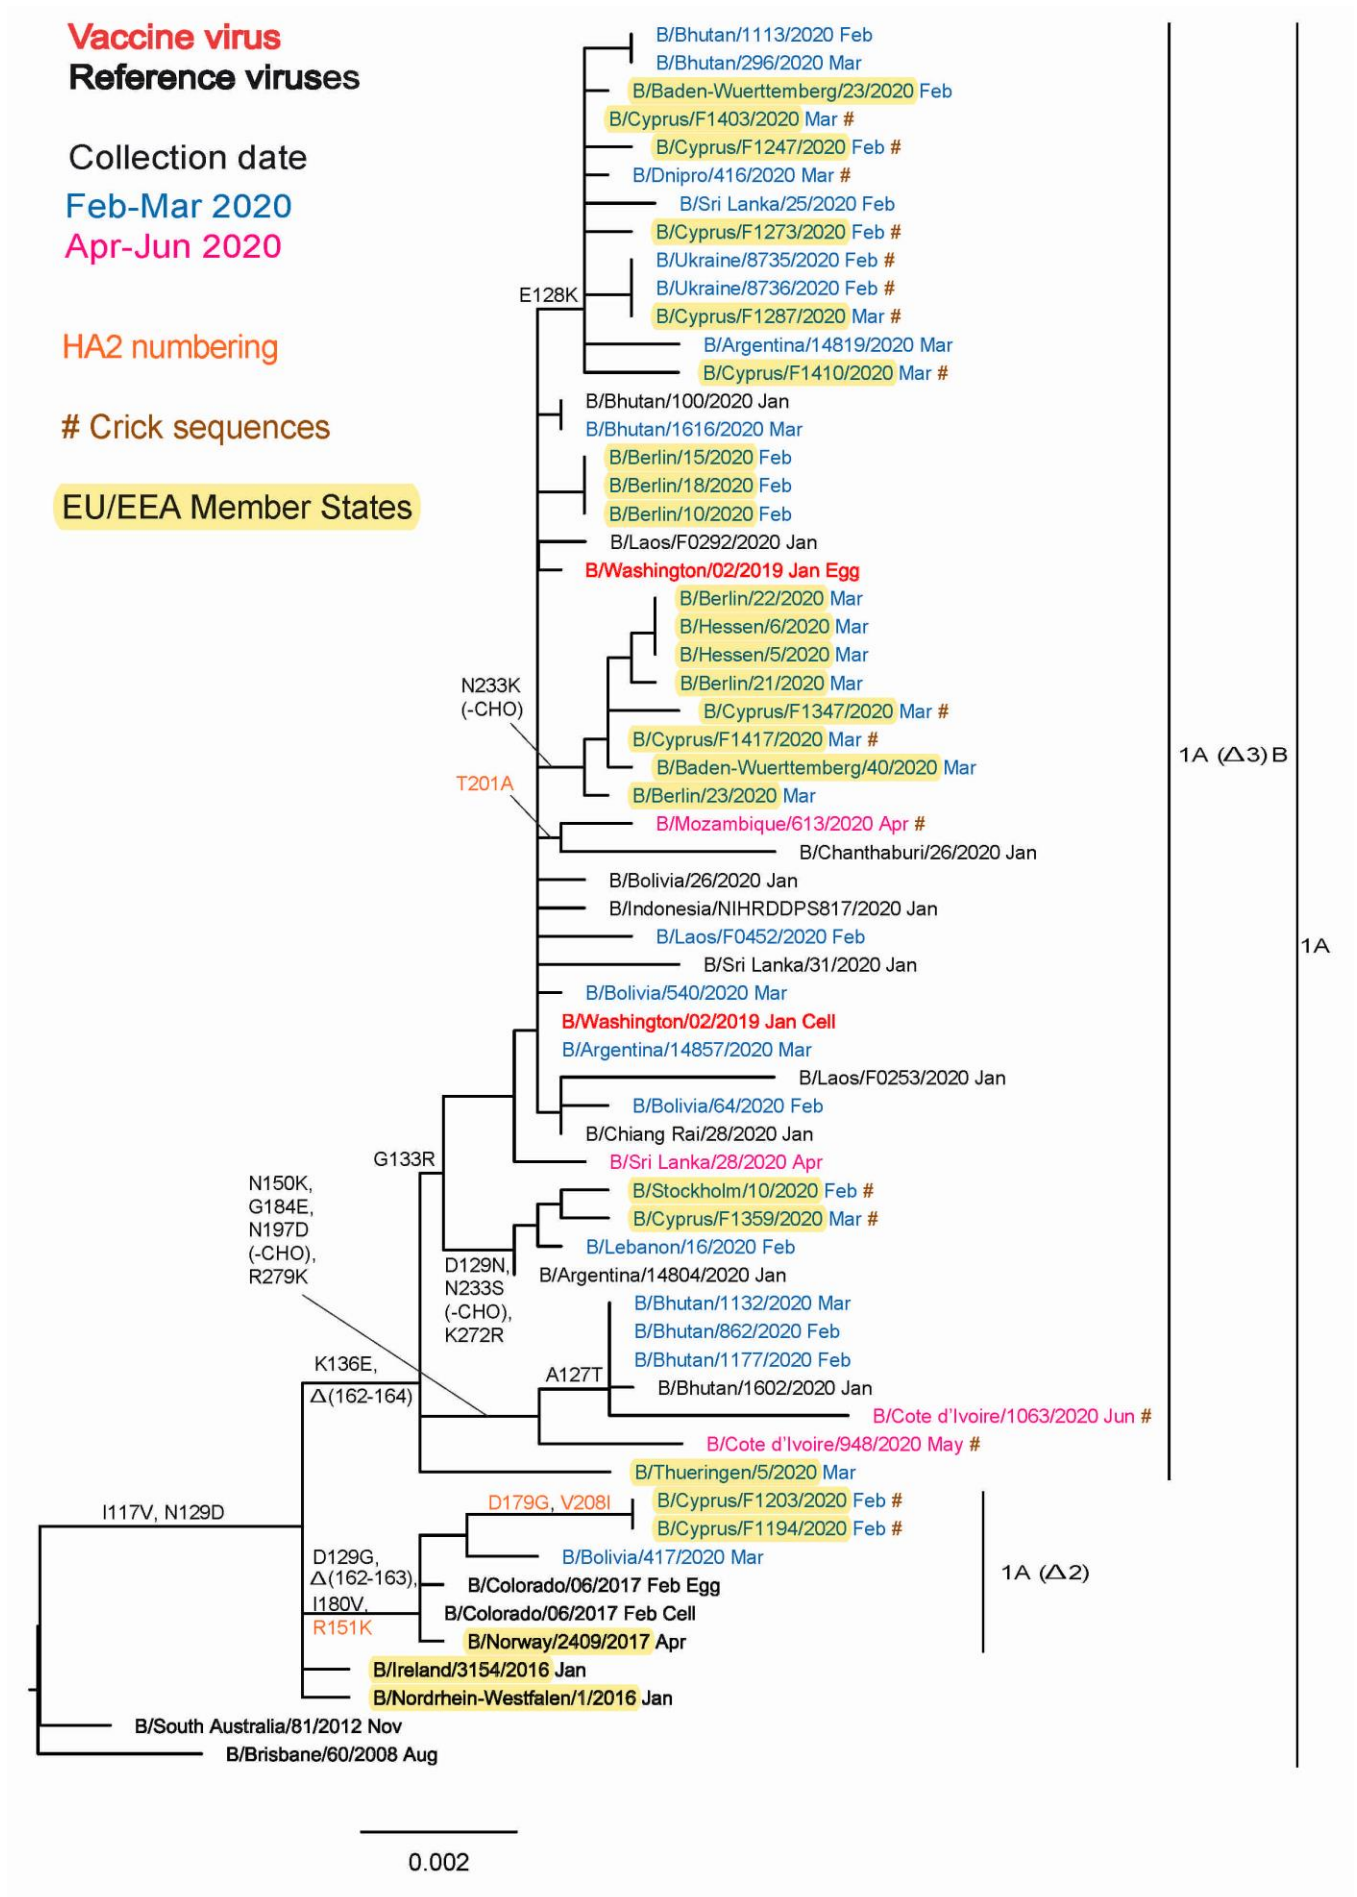 Vaccine virus
Reference viruses
Collection date
Feb-Mar 2020
Apr-Jun 2020
HA2 numbering
# Crick sequences
EU/EEA Member States
B/Bhutan/1113/2020 Feb
B/Bhutan/296/2020 Mar
B/Baden-Wuerttemberg/23/2020 Feb
B/Cyprus/F1403/2020 Mar #
B/Cyprus/F1247/2020 Feb #
B/Dnipro/416/2020 Mar #
B/Sri Lanka/25/2020 Feb
B/Cyprus/F1273/2020 Feb #
B/Ukraine/8735/2020 Feb #
B/Ukraine/8736/2020 Feb #
E128K
B/Cyprus/F1287/2020 Mar #
B/Argentina/14819/2020 Mar
B/Cyprus/F1410/2020 Mar #
B/Bhutan/100/2020 Jan
B/Bhutan/1616/2020 Mar
B/Berlin/15/2020 Feb
B/Berlin/18/2020 Feb
B/Berlin/10/2020 Feb
B/Laos/F0292/2020 Jan
B/Washington/02/2019 Jan Egg
B/Berlin/22/2020 Mar
B/Hessen/6/2020 Mar
B/Hessen/5/2020 Mar
B/Berlin/21/2020 Mar
N233K
(-CHO)
B/Cyprus/F1347/2020 Mar #
B/Cyprus/F1417/2020 Mar #
B/Baden-Wuerttemberg/40/2020 Mar
1A (Δ3) B
T201A
B/Berlin/23/2020 Mar
B/Mozambique/613/2020 Apr #
B/Chanthaburi/26/2020 Jan
B/Bolivia/26/2020 Jan
B/Indonesia/NIHRDDPS817/2020 Jan
B/Laos/F0452/2020 Feb
1A
B/Sri Lanka/31/2020 Jan
B/Bolivia/540/2020 Mar
B/Washington/02/2019 Jan Cell
B/Argentina/14857/2020 Mar
B/Laos/F0253/2020 Jan
B/Bolivia/64/2020 Feb
B/Chiang Rai/28/2020 Jan
G133R
B/Sri Lanka/28/2020 Apr
N150K,
G184E,
N197D
(-CHO),
R279K
B/Stockholm/10/2020 Feb #
B/Cyprus/F1359/2020 Mar #
B/Lebanon/16/2020 Feb
D129N,
N233S
(-CHO),
K272R
B/Argentina/14804/2020 Jan
B/Bhutan/1132/2020 Mar
B/Bhutan/862/2020 Feb
B/Bhutan/1177/2020 Feb
K136E,
Δ(162-164)
A127T
B/Bhutan/1602/2020 Jan
B/Cote d'Ivoire/1063/2020 Jun #
B/Cote d'Ivoire/948/2020 May #
B/Thueringen/5/2020 Mar
D179G, V208I
B/Cyprus/F1203/2020 Feb #
I117V, N129D
B/Cyprus/F1194/2020 Feb #
B/Bolivia/417/2020 Mar
1A (Δ2)
D129G,
Δ(162-163),
I180V,
R151K
B/Colorado/06/2017 Feb Egg
B/Colorado/06/2017 Feb Cell
B/Norway/2409/2017 Apr
B/Ireland/3154/2016 Jan
B/Nordrhein-Westfalen/1/2016 Jan
B/South Australia/81/2012 Nov
B/Brisbane/60/2008 Aug
0.002